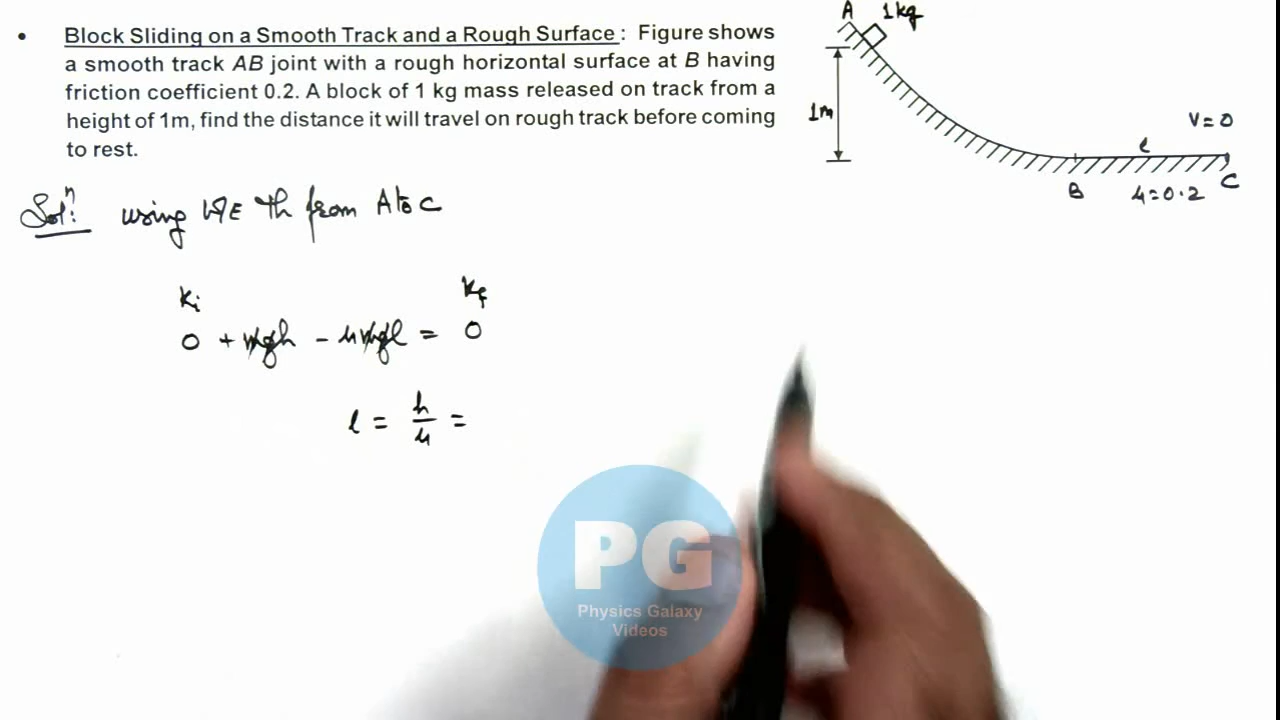 • Block Sliding on a Smooth Track and a Rough Surface : Figure shows
a smooth track AB joint with a rough horizontal surface at B having
friction coefficient 0.2. A block of 1 kg mass released on track from a
height of 1m, find the distance it will travel on rough track before coming
to rest.
A 1kg
1m
V=0
l
B μ=0.2 C
Solⁿ: using WE Th from A to C
Ki Kf
0 + mgh - μmgl = 0
l = h/μ =
PG
Physics Galaxy
Videos